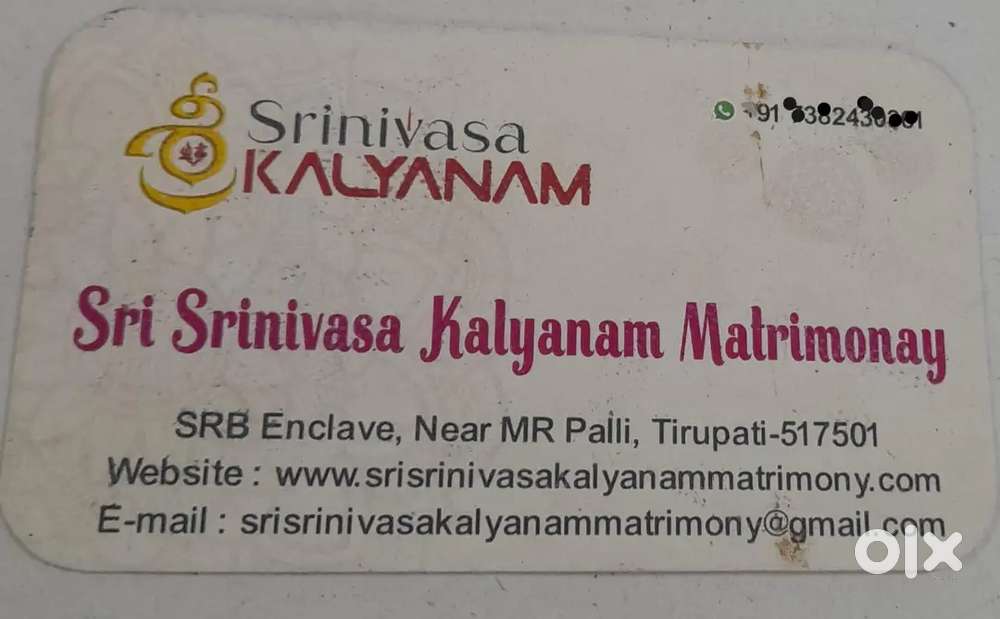 Srinivasa
KALYANAM
+91
Sri Srinivasa Kalyanam Matrimonay
SRB Enclave, Near MR Palli, Tirupati-517501
Website : www.srisrinivasakalyanammatrimony.com
E-mail : srisrinivasakalyanammatrimony@gmail.com
olx